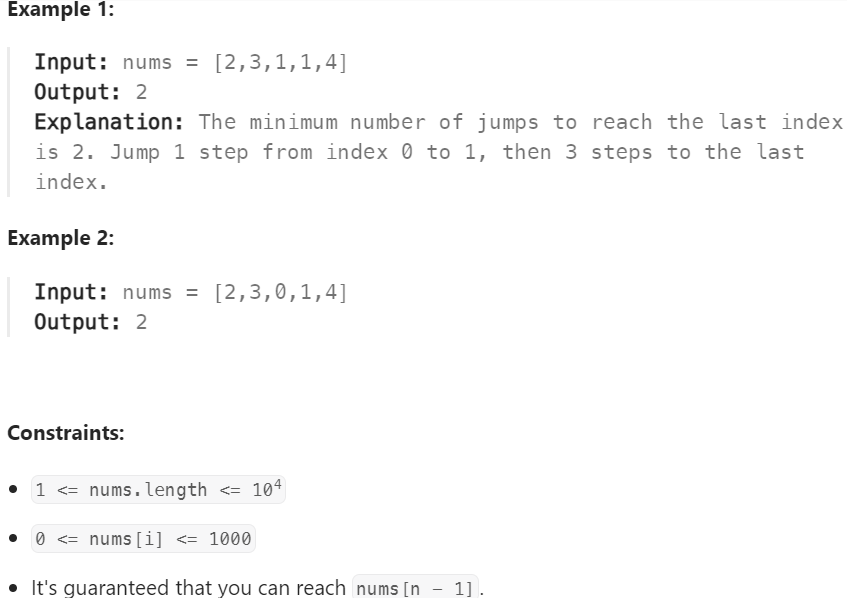 Example 1:
Input: nums = [2,3,1,1,4]
Output: 2
Explanation: The minimum number of jumps to reach the last index
is 2. Jump 1 step from index 0 to 1, then 3 steps to the last
index.
Example 2:
Input: nums = [2,3,0,1,4]
Output: 2
Constraints:
• 1 <= nums.length <= 10⁴
• 0 <= nums[i] <= 1000
• It's guaranteed that you can reach nums[n - 1].